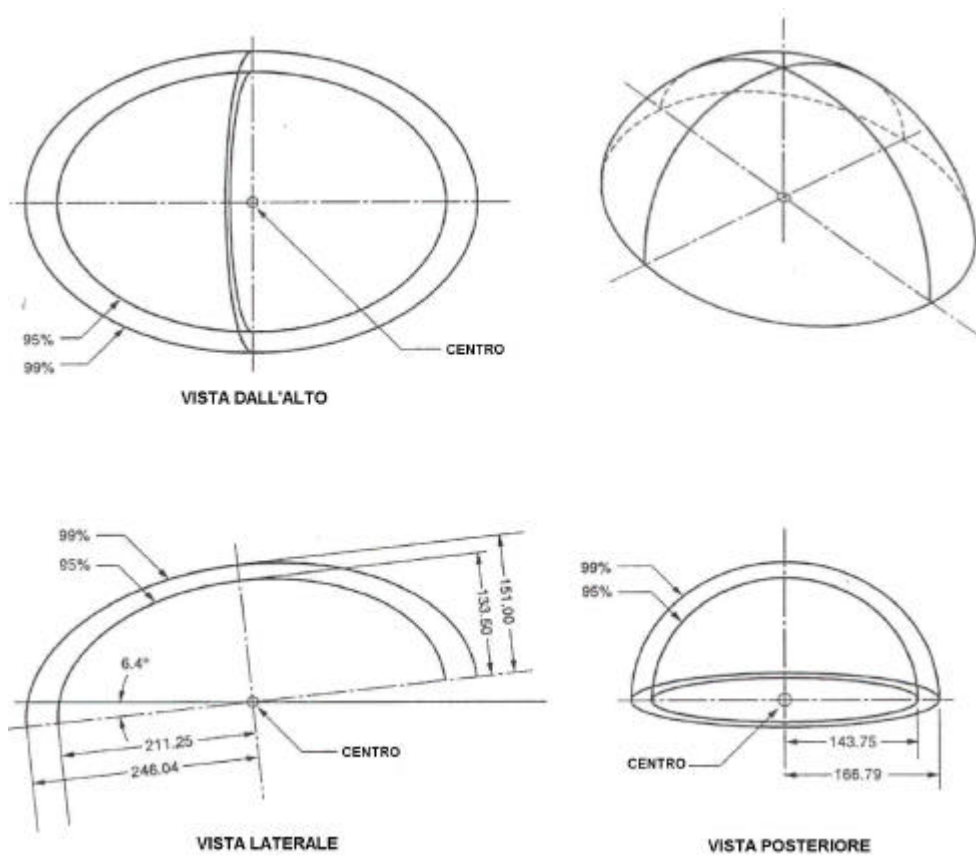 95%
99%
CENTRO
VISTA DALL'ALTO
99%
95%
6.4°
133.50
151.00
211.25
246.04
CENTRO
VISTA LATERALE
99%
95%
CENTRO
143.75
166.79
VISTA POSTERIORE